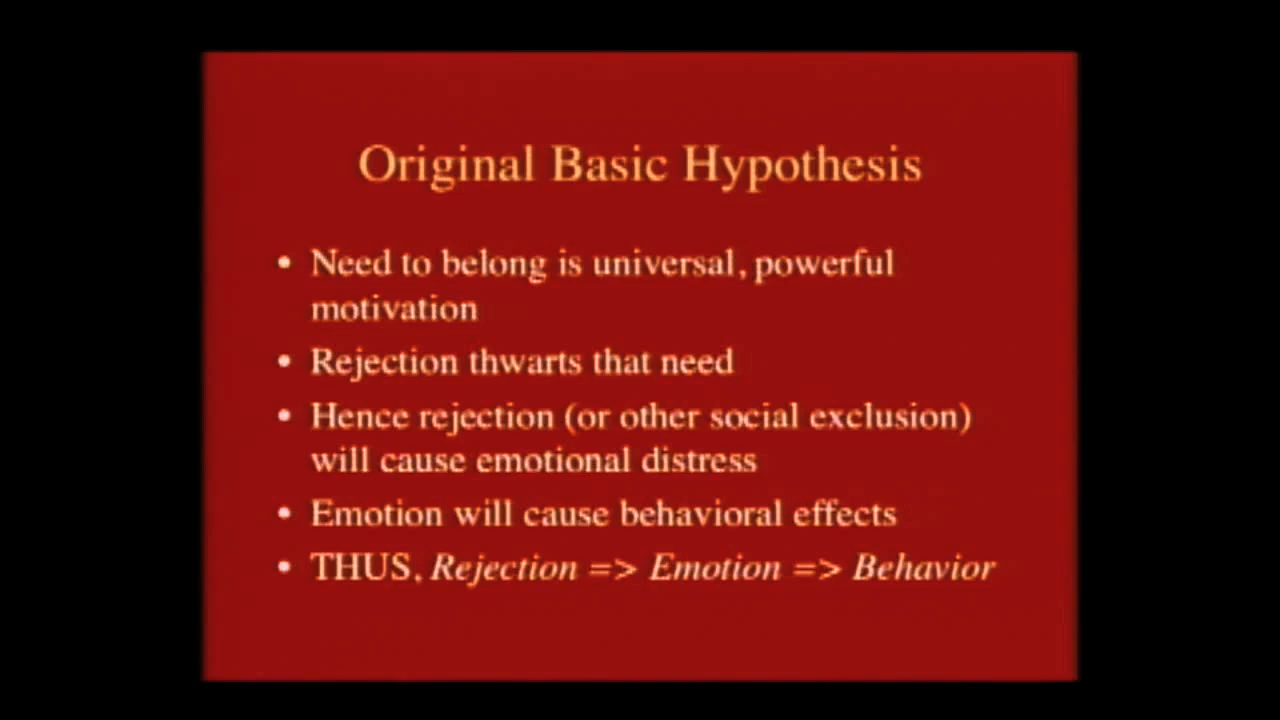 Original Basic Hypothesis
• Need to belong is universal, powerful
motivation
• Rejection thwarts that need
• Hence rejection (or other social exclusion)
will cause emotional distress
• Emotion will cause behavioral effects
• THUS, Rejection => Emotion => Behavior